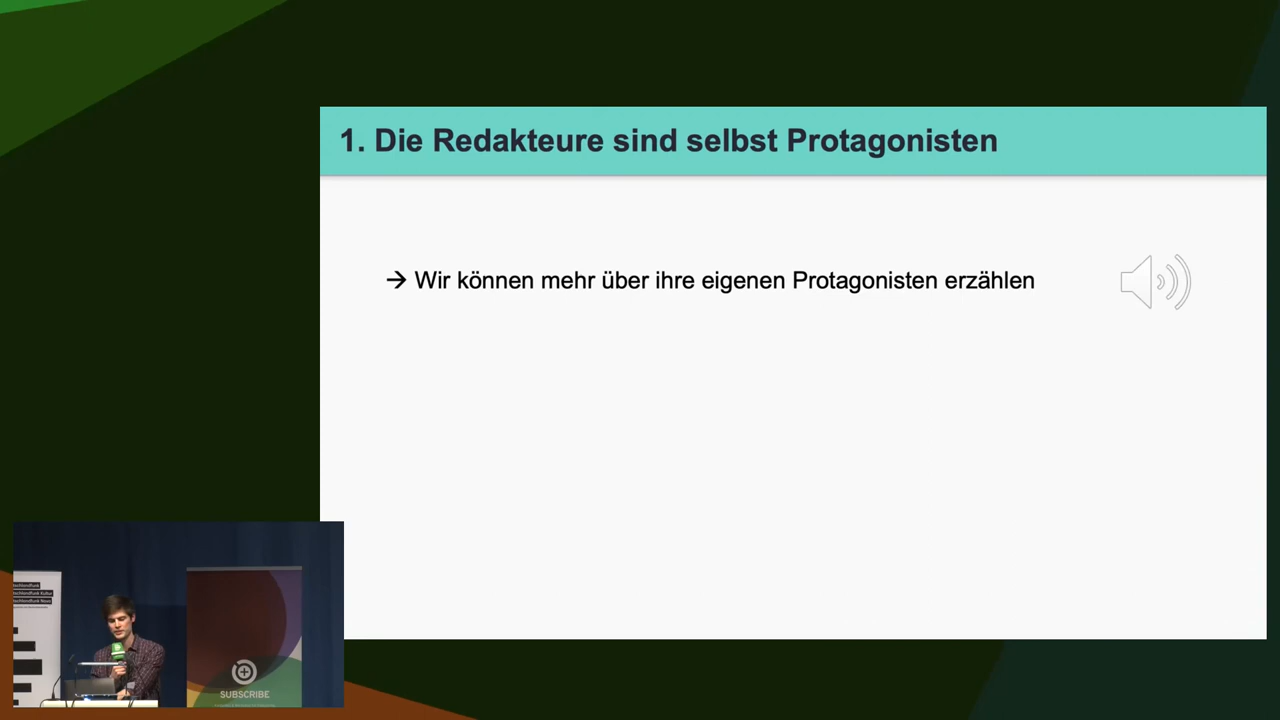 1. Die Redakteure sind selbst Protagonisten
→ Wir können mehr über ihre eigenen Protagonisten erzählen
SUBSCRIBE